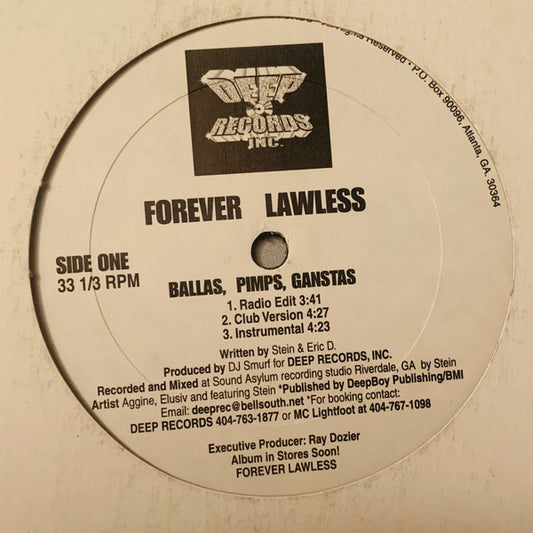 DEEP
RECORDS
INC.
Rights Reserved • P.O. Box 90096, Atlanta, GA. 30364
FOREVER LAWLESS
SIDE ONE
33 1/3 RPM
BALLAS, PIMPS, GANSTAS
1. Radio Edit 3:41
2. Club Version 4:27
3. Instrumental 4:23
Written by Stein & Eric D.
Produced by DJ Smurf for DEEP RECORDS, INC.
Recorded and Mixed at Sound Asylum recording studio Riverdale, GA by Stein
Artist Aggine, Elusiv and featuring Stein *Published by DeepBoy Publishing/BMI
Email: deeprec@bellsouth.net *For booking contact:
DEEP RECORDS 404-763-1877 or MC Lightfoot at 404-767-1098
Executive Producer: Ray Dozier
Album in Stores Soon!
FOREVER LAWLESS